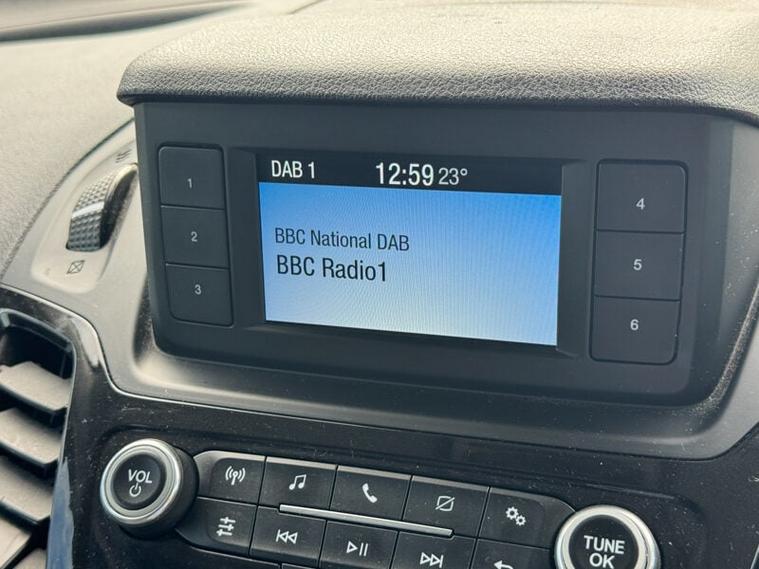 DAB 1 12:59 23°
BBC National DAB
BBC Radio1
1
2
3
4
5
6
VOL
TUNE
OK